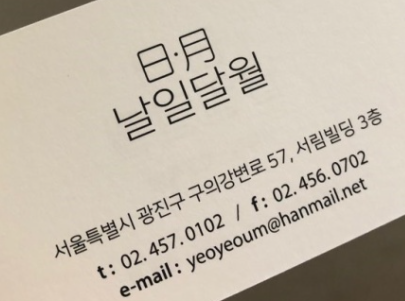 日·月
날일달월
서울특별시 광진구 구의강변로 57, 서림빌딩 3층
t : 02.457.0102 / f : 02.456.0702
e-mail : yeoyeoum@hanmail.net